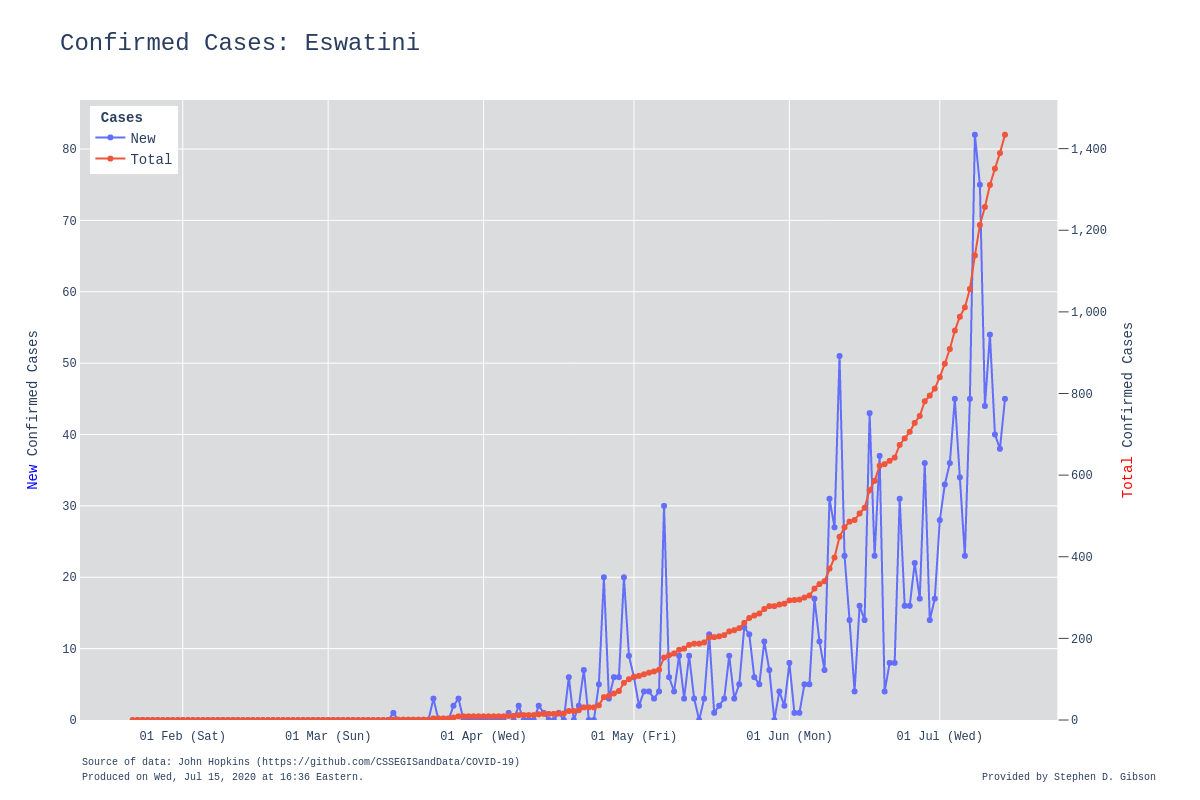 Confirmed Cases: Eswatini
Cases
New
Total
80
70
60
50
40
30
20
10
0
New Confirmed Cases
1,400
1,200
1,000
800
600
400
200
0
Total Confirmed Cases
01 Feb (Sat)
01 Mar (Sun)
01 Apr (Wed)
01 May (Fri)
01 Jun (Mon)
01 Jul (Wed)
Source of data: John Hopkins (https://github.com/CSSEGISandData/COVID-19)
Produced on Wed, Jul 15, 2020 at 16:36 Eastern.
Provided by Stephen D. Gibson